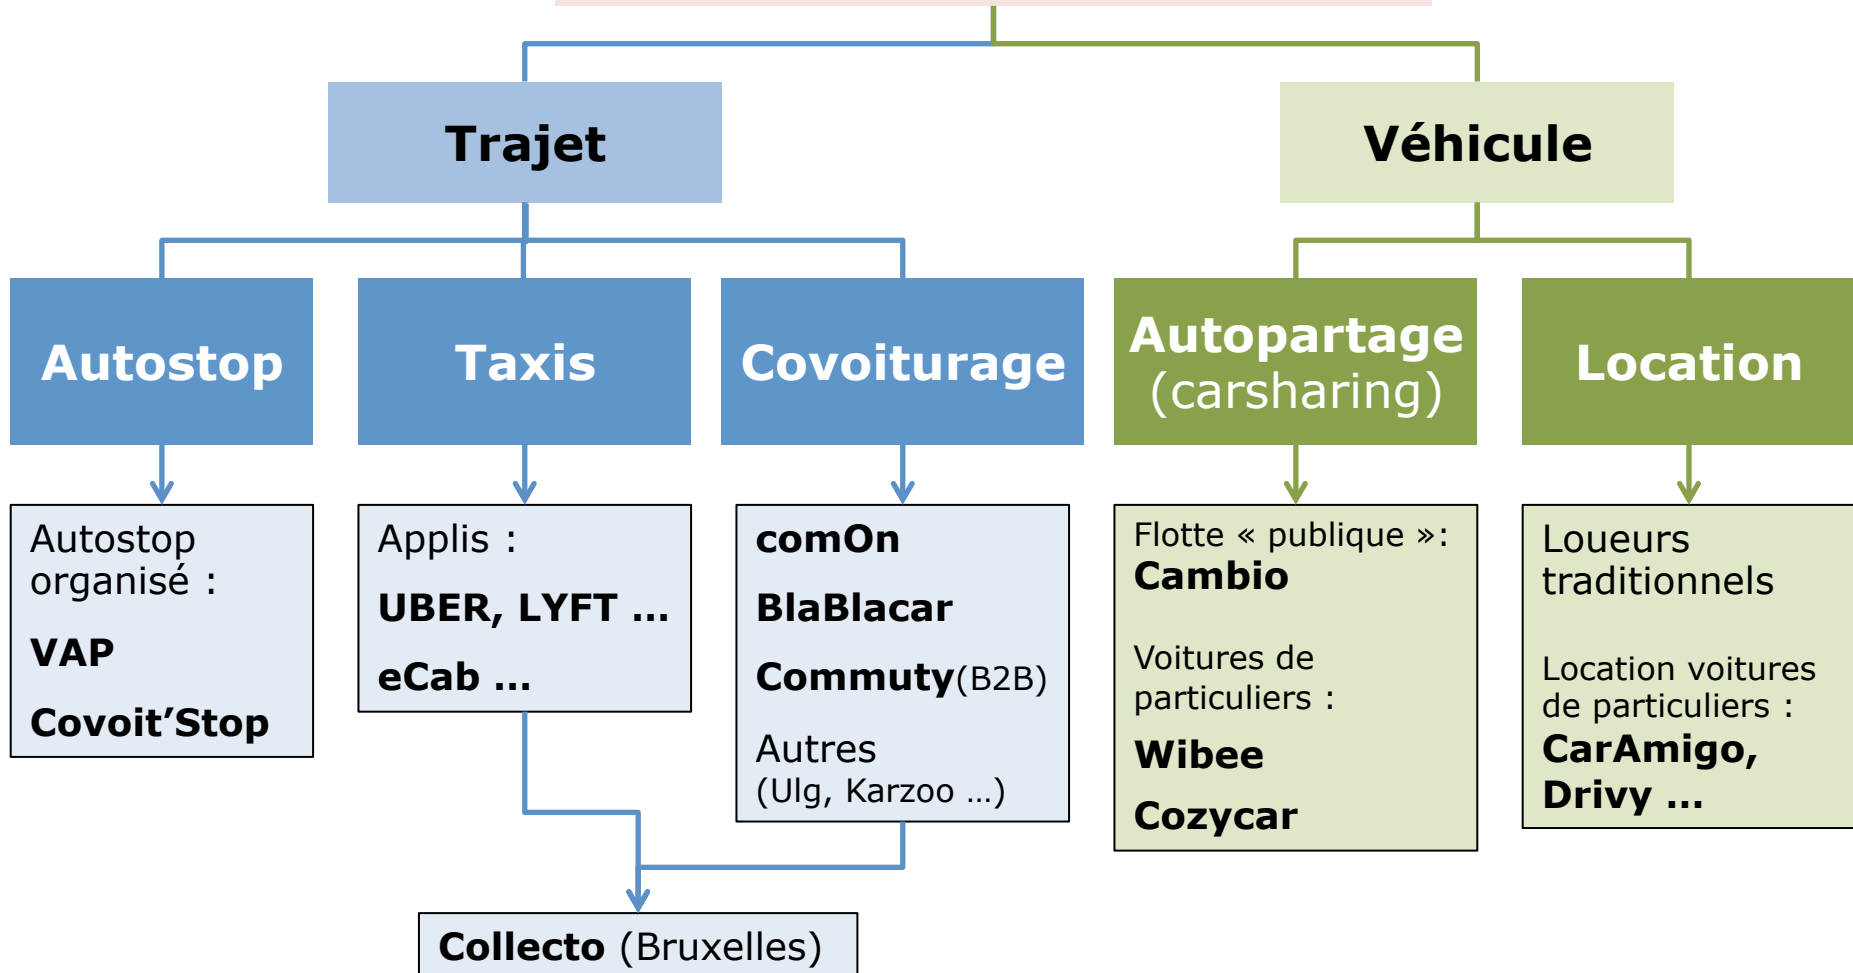 Trajet
Véhicule
Autostop
Taxis
Covoiturage
Autopartage
(carsharing)
Location
Autostop
organisé :
VAP
Covoit’Stop
Applis :
UBER, LYFT ...
eCab ...
comOn
BlaBlacar
Commuty(B2B)
Autres
(Ulg, Karzoo ...)
Flotte « publique »:
Cambio
Voitures de
particuliers :
Wibee
Cozycar
Loueurs
traditionnels
Location voitures
de particuliers :
CarAmigo,
Drivy ...
Collecto (Bruxelles)